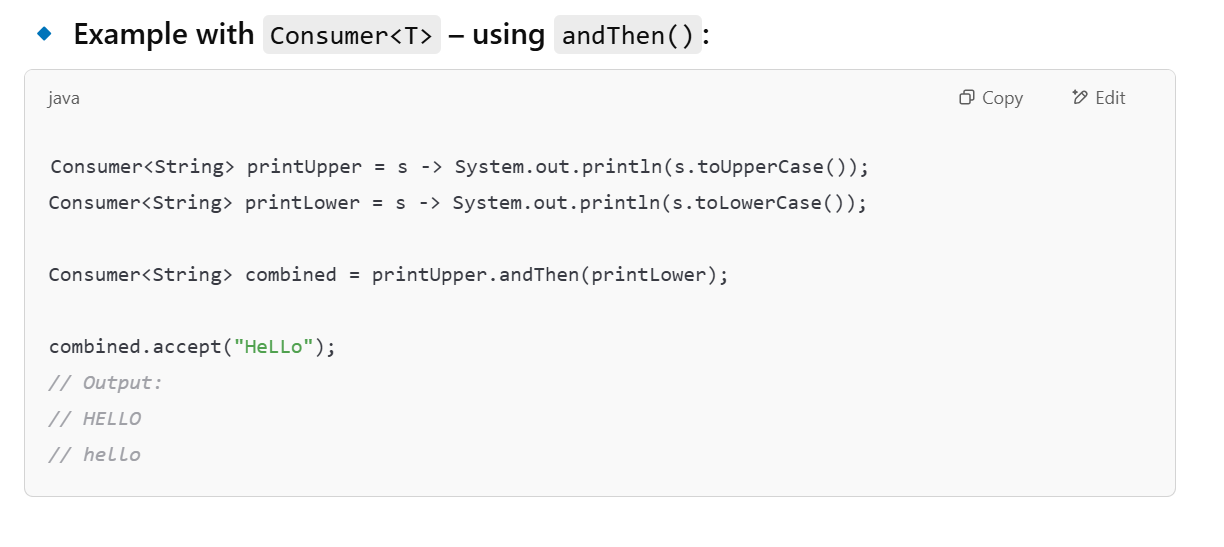 Example with Consumer<T> – using andThen():
java
Copy
Edit
Consumer<String> printUpper = s -> System.out.println(s.toUpperCase());
Consumer<String> printLower = s -> System.out.println(s.toLowerCase());
Consumer<String> combined = printUpper.andThen(printLower);
combined.accept("HeLLo");
// Output:
// HELLO
// hello